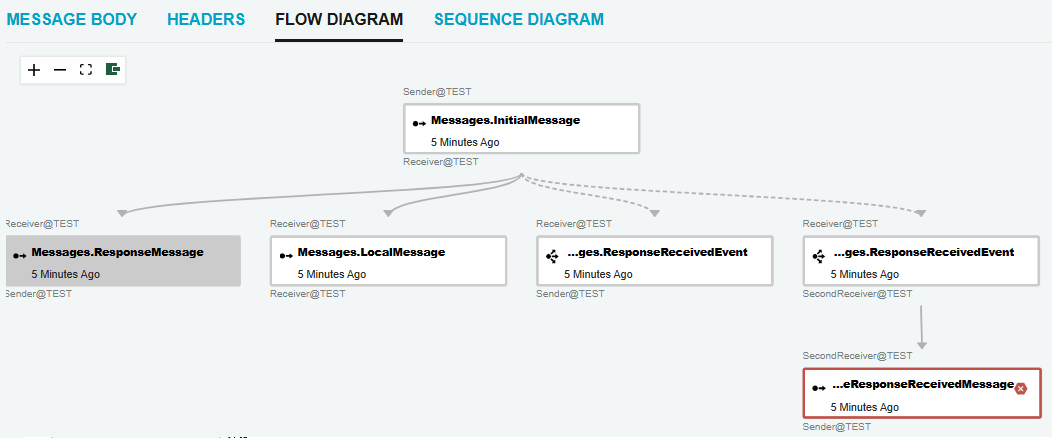 MESSAGE BODY HEADERS FLOW DIAGRAM SEQUENCE DIAGRAM
Sender@TEST
Messages.InitialMessage
5 Minutes Ago
Receiver@TEST
Receiver@TEST Receiver@TEST Receiver@TEST Receiver@TEST
Messages.ResponseMessage Messages.LocalMessage ...ges.ResponseReceivedEvent ...ges.ResponseReceivedEvent
5 Minutes Ago 5 Minutes Ago 5 Minutes Ago 5 Minutes Ago
Sender@TEST Receiver@TEST Sender@TEST SecondReceiver@TEST
SecondReceiver@TEST
...eResponseReceivedMessage
5 Minutes Ago
Sender@TEST